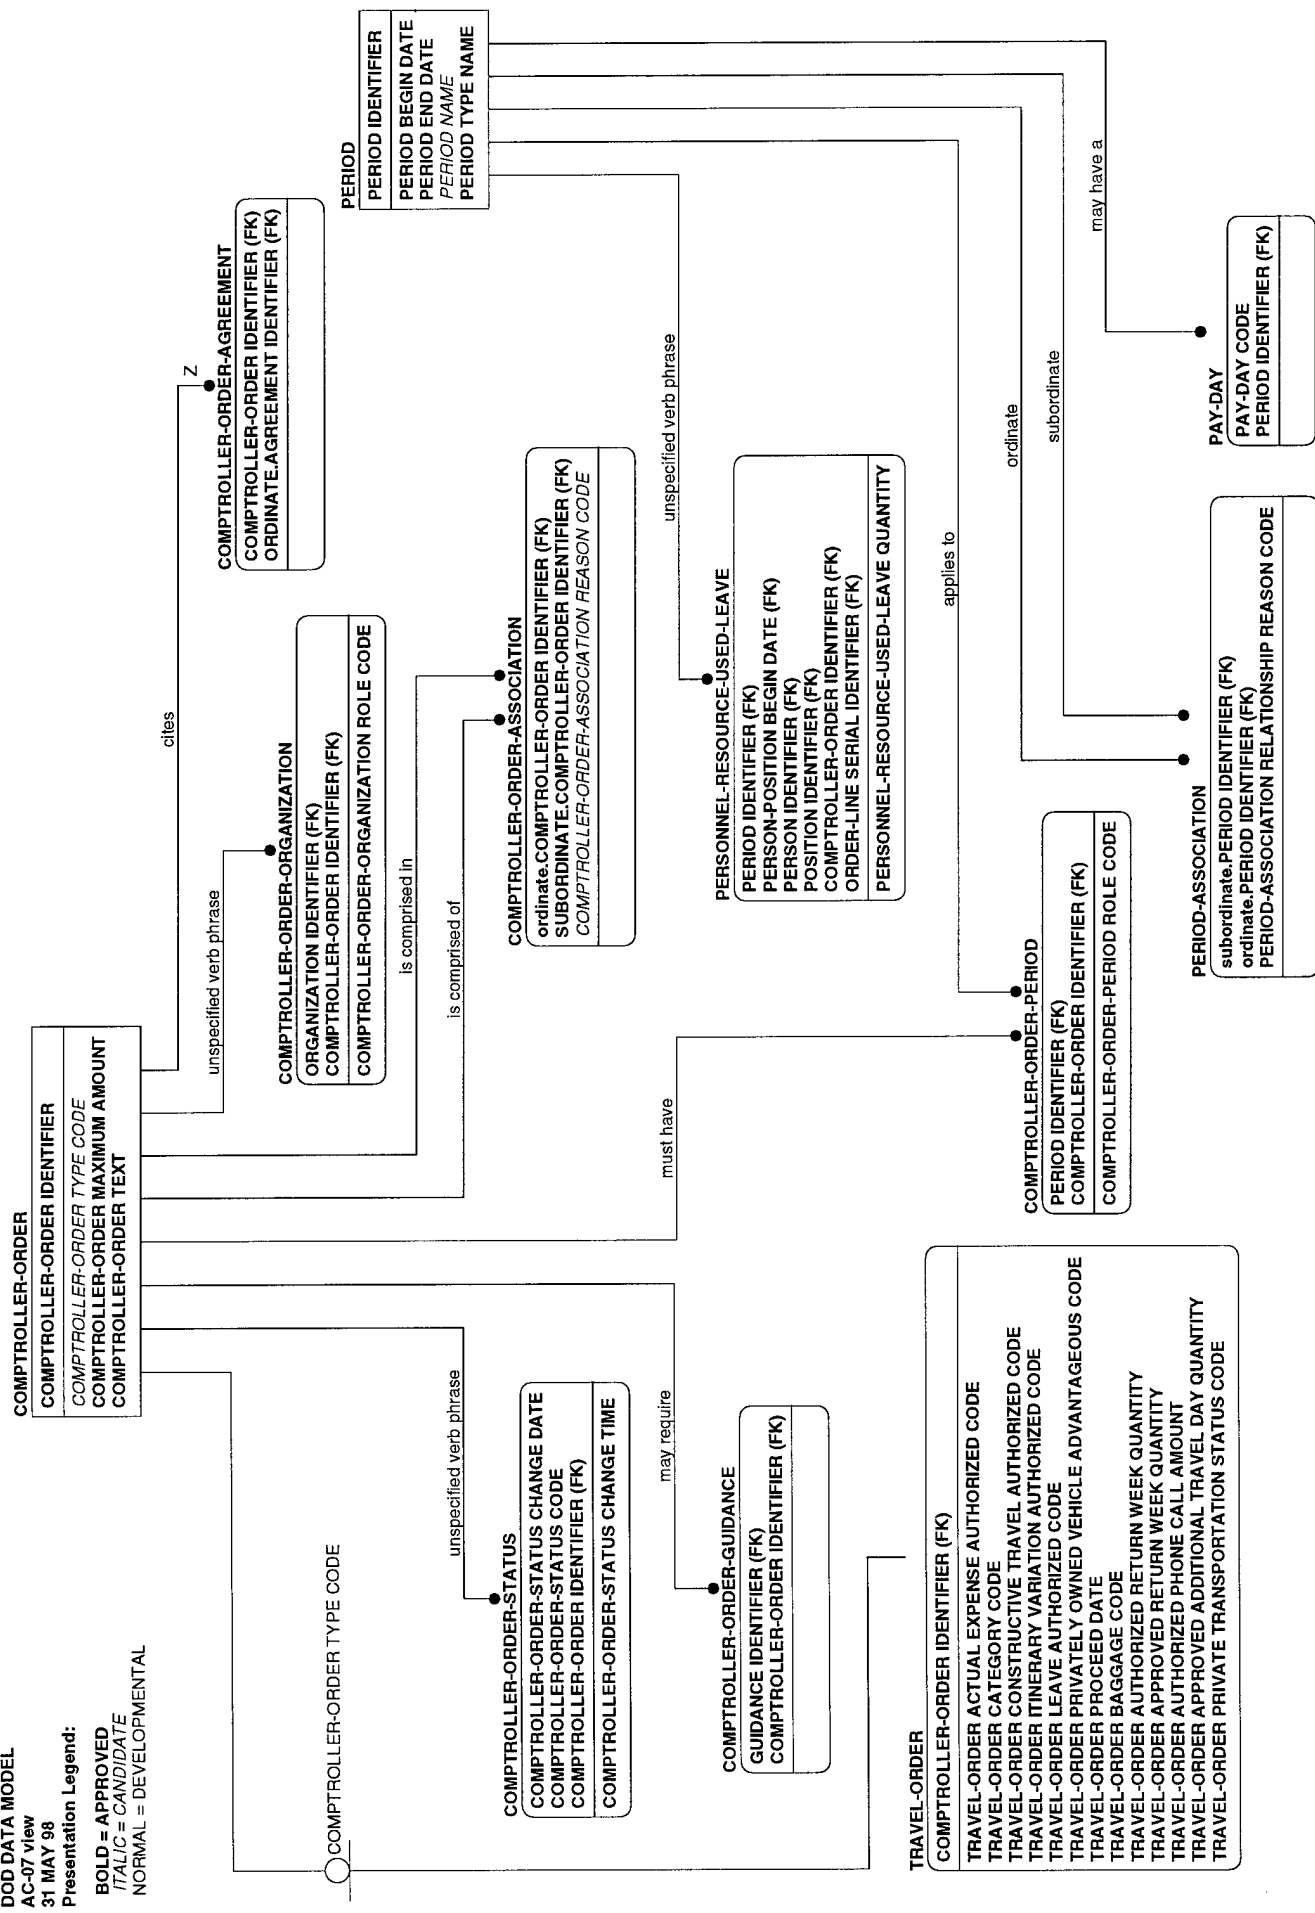 DOD DATA MODEL
AC-07 view
31 MAY 98
Presentation Legend:
BOLD = APPROVED
ITALIC = CANDIDATE
NORMAL = DEVELOPMENTAL
COMPTROLLER-ORDER
COMPTROLLER-ORDER IDENTIFIER
COMPTROLLER-ORDER TYPE CODE
COMPTROLLER-ORDER MAXIMUM AMOUNT
COMPTROLLER-ORDER TEXT
cites
Z
COMPTROLLER-ORDER-AGREEMENT
COMPTROLLER-ORDER IDENTIFIER (FK)
ORDINATE.AGREEMENT IDENTIFIER (FK)
unspecified verb phrase
COMPTROLLER-ORDER-ORGANIZATION
ORGANIZATION IDENTIFIER (FK)
COMPTROLLER-ORDER IDENTIFIER (FK)
COMPTROLLER-ORDER-ORGANIZATION ROLE CODE
is comprised in
is comprised of
COMPTROLLER-ORDER-ASSOCIATION
ordinate.COMPTROLLER-ORDER IDENTIFIER (FK)
SUBORDINATE.COMPTROLLER-ORDER IDENTIFIER (FK)
COMPTROLLER-ORDER-ASSOCIATION REASON CODE
PERIOD
PERIOD IDENTIFIER
PERIOD BEGIN DATE
PERIOD END DATE
PERIOD NAME
PERIOD TYPE NAME
COMPTROLLER-ORDER TYPE CODE
unspecified verb phrase
COMPTROLLER-ORDER-STATUS
COMPTROLLER-ORDER-STATUS CHANGE DATE
COMPTROLLER-ORDER-STATUS CODE
COMPTROLLER-ORDER IDENTIFIER (FK)
COMPTROLLER-ORDER-STATUS CHANGE TIME
may require
COMPTROLLER-ORDER-GUIDANCE
GUIDANCE IDENTIFIER (FK)
COMPTROLLER-ORDER IDENTIFIER (FK)
must have
unspecified verb phrase
PERSONNEL-RESOURCE-USED-LEAVE
PERIOD IDENTIFIER (FK)
PERSON-POSITION BEGIN DATE (FK)
PERSON IDENTIFIER (FK)
POSITION IDENTIFIER (FK)
COMPTROLLER-ORDER IDENTIFIER (FK)
ORDER-LINE SERIAL IDENTIFIER (FK)
PERSONNEL-RESOURCE-USED-LEAVE QUANTITY
applies to
ordinate
subordinate
may have a
TRAVEL-ORDER
COMPTROLLER-ORDER IDENTIFIER (FK)
TRAVEL-ORDER ACTUAL EXPENSE AUTHORIZED CODE
TRAVEL-ORDER CATEGORY CODE
TRAVEL-ORDER CONSTRUCTIVE TRAVEL AUTHORIZED CODE
TRAVEL-ORDER ITINERARY VARIATION AUTHORIZED CODE
TRAVEL-ORDER LEAVE AUTHORIZED CODE
TRAVEL-ORDER PRIVATELY OWNED VEHICLE ADVANTAGEOUS CODE
TRAVEL-ORDER PROCEED DATE
TRAVEL-ORDER BAGGAGE CODE
TRAVEL-ORDER AUTHORIZED RETURN WEEK QUANTITY
TRAVEL-ORDER APPROVED RETURN WEEK QUANTITY
TRAVEL-ORDER AUTHORIZED PHONE CALL AMOUNT
TRAVEL-ORDER APPROVED ADDITIONAL TRAVEL DAY QUANTITY
TRAVEL-ORDER PRIVATE TRANSPORTATION STATUS CODE
COMPTROLLER-ORDER-PERIOD
PERIOD IDENTIFIER (FK)
COMPTROLLER-ORDER IDENTIFIER (FK)
COMPTROLLER-ORDER-PERIOD ROLE CODE
PERIOD-ASSOCIATION
subordinate.PERIOD IDENTIFIER (FK)
ordinate.PERIOD IDENTIFIER (FK)
PERIOD-ASSOCIATION RELATIONSHIP REASON CODE
PAY-DAY
PAY-DAY CODE
PERIOD IDENTIFIER (FK)